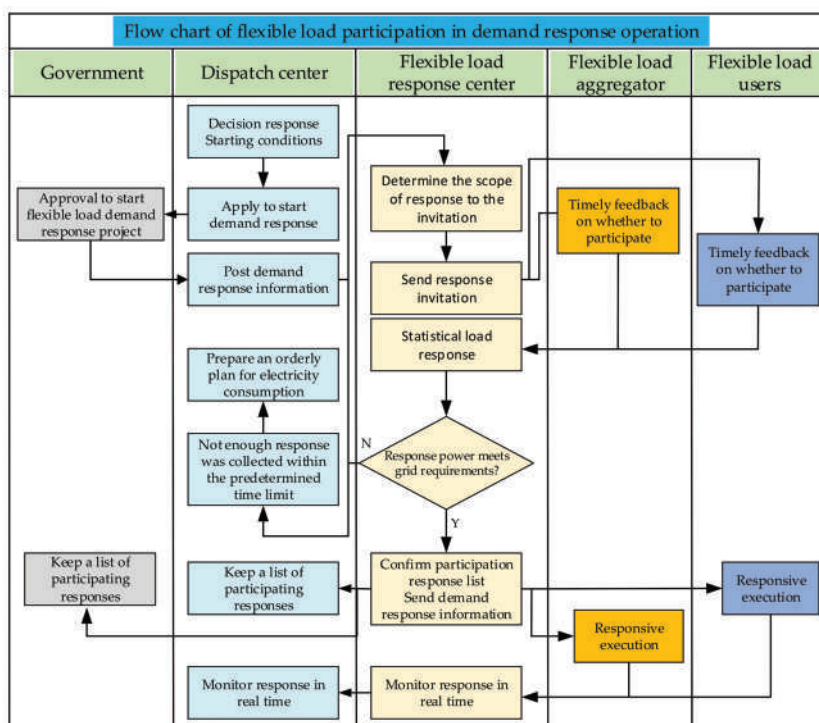 Flow chart of flexible load participation in demand response operation
Government
Dispatch center
Flexible load
response center
Flexible load
aggregator
Flexible load
users
Decision response
Starting conditions
Determine the scope
of response to the
invitation
Approval to start
flexible load demand
response project
Apply to start
demand response
Timely feedback
on whether to
participate
Timely feedback
on whether to
participate
Post demand
response information
Send response
invitation
Statistical load
response
Prepare an orderly
plan for electricity
consumption
Not enough response
was collected within
the predetermined
time limit
N
Response power meets
grid requirements?
Y
Keep a list of
participating
responses
Keep a list of
participating
responses
Confirm participation
response list
Send demand
response information
Responsive
execution
Responsive
execution
Monitor response in
real time
Monitor response in
real time